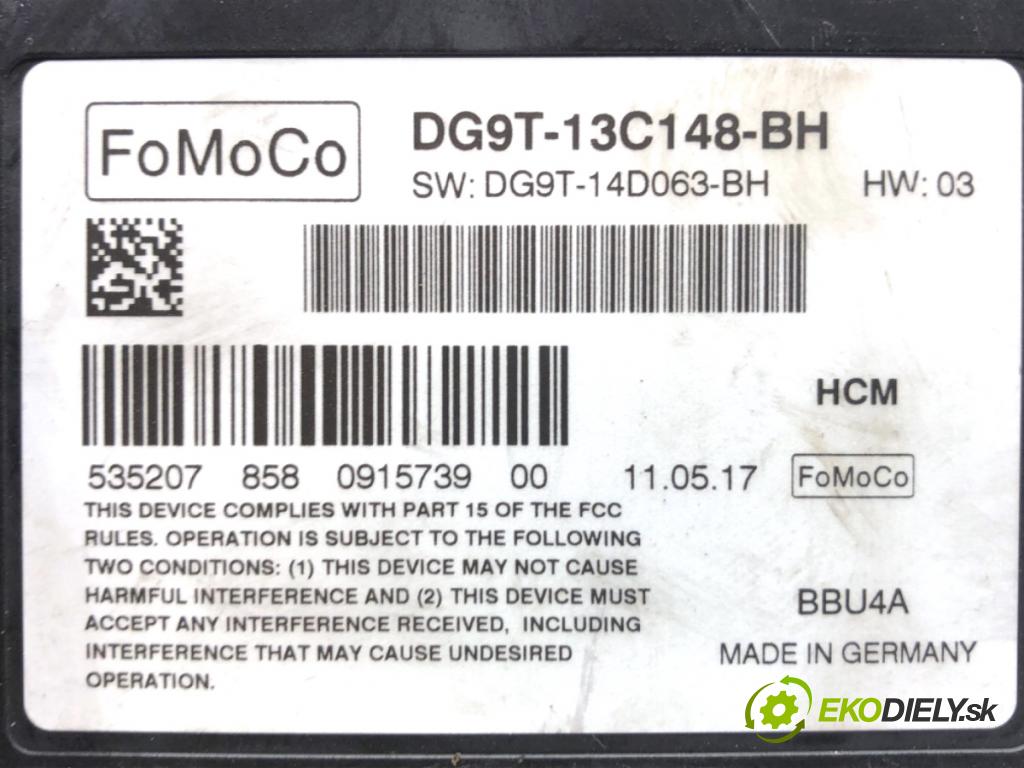 FoMoCo
DG9T-13C148-BH
SW: DG9T-14D063-BH HW: 03
HCM
535207 858 0915739 00 11.05.17 FoMoCo
THIS DEVICE COMPLIES WITH PART 15 OF THE FCC
RULES. OPERATION IS SUBJECT TO THE FOLLOWING
TWO CONDITIONS: (1) THIS DEVICE MAY NOT CAUSE
HARMFUL INTERFERENCE AND (2) THIS DEVICE MUST
ACCEPT ANY INTERFERENCE RECEIVED, INCLUDING
INTERFERENCE THAT MAY CAUSE UNDESIRED
OPERATION.
BBU4A
MADE IN GERMANY
EKODIELY.sk